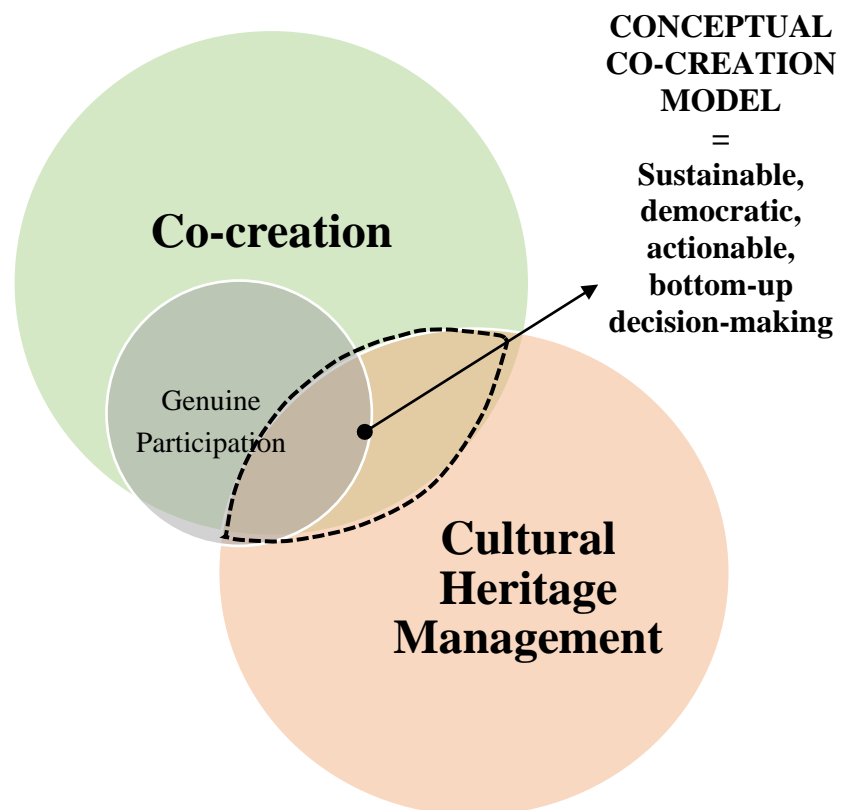 CONCEPTUAL
CO-CREATION
MODEL
=
Sustainable,
democratic,
actionable,
bottom-up
decision-making
Co-creation
Genuine
Participation
Cultural
Heritage
Management